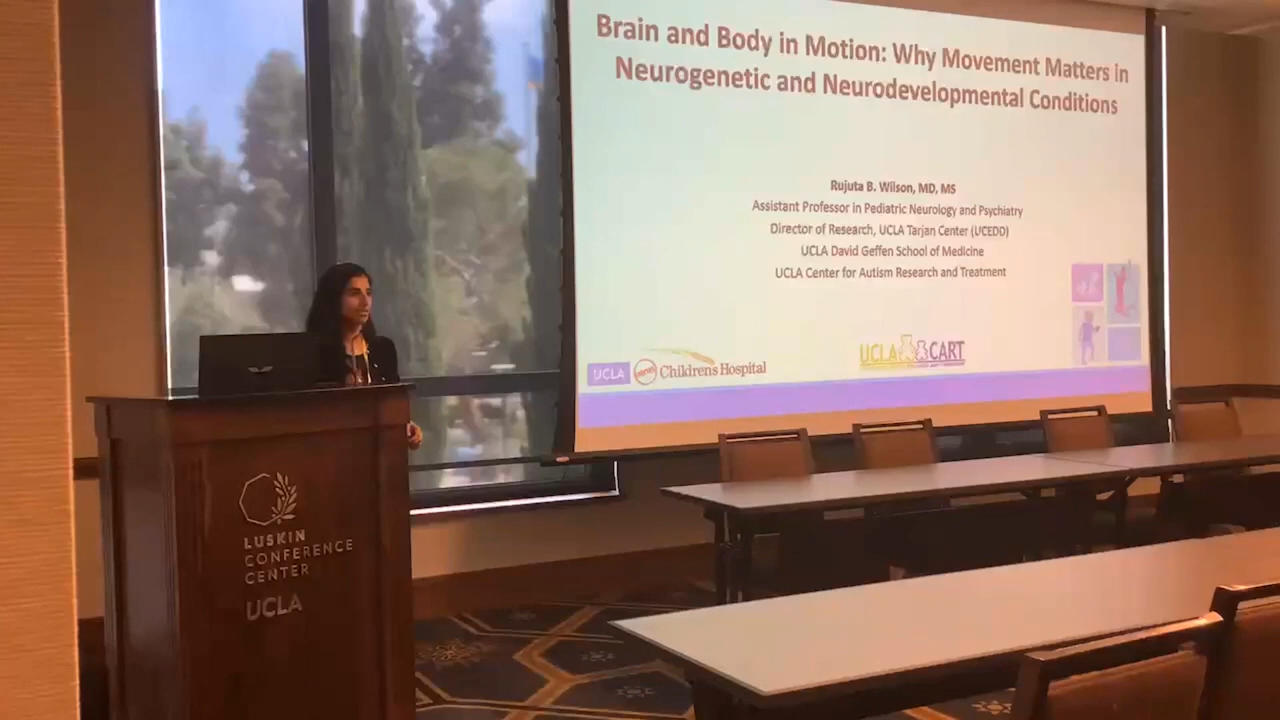 Brain and Body in Motion: Why Movement Matters in
Neurogenetic and Neurodevelopmental Conditions
Rujuta B. Wilson, MD, MS
Assistant Professor in Pediatric Neurology and Psychiatry
Director of Research, UCLA Tarjan Center (UCEDD)
UCLA David Geffen School of Medicine
UCLA Center for Autism Research and Treatment
UCLA
Childrens Hospital
UCLA CART
LUSKIN
CONFERENCE
CENTER
UCLA